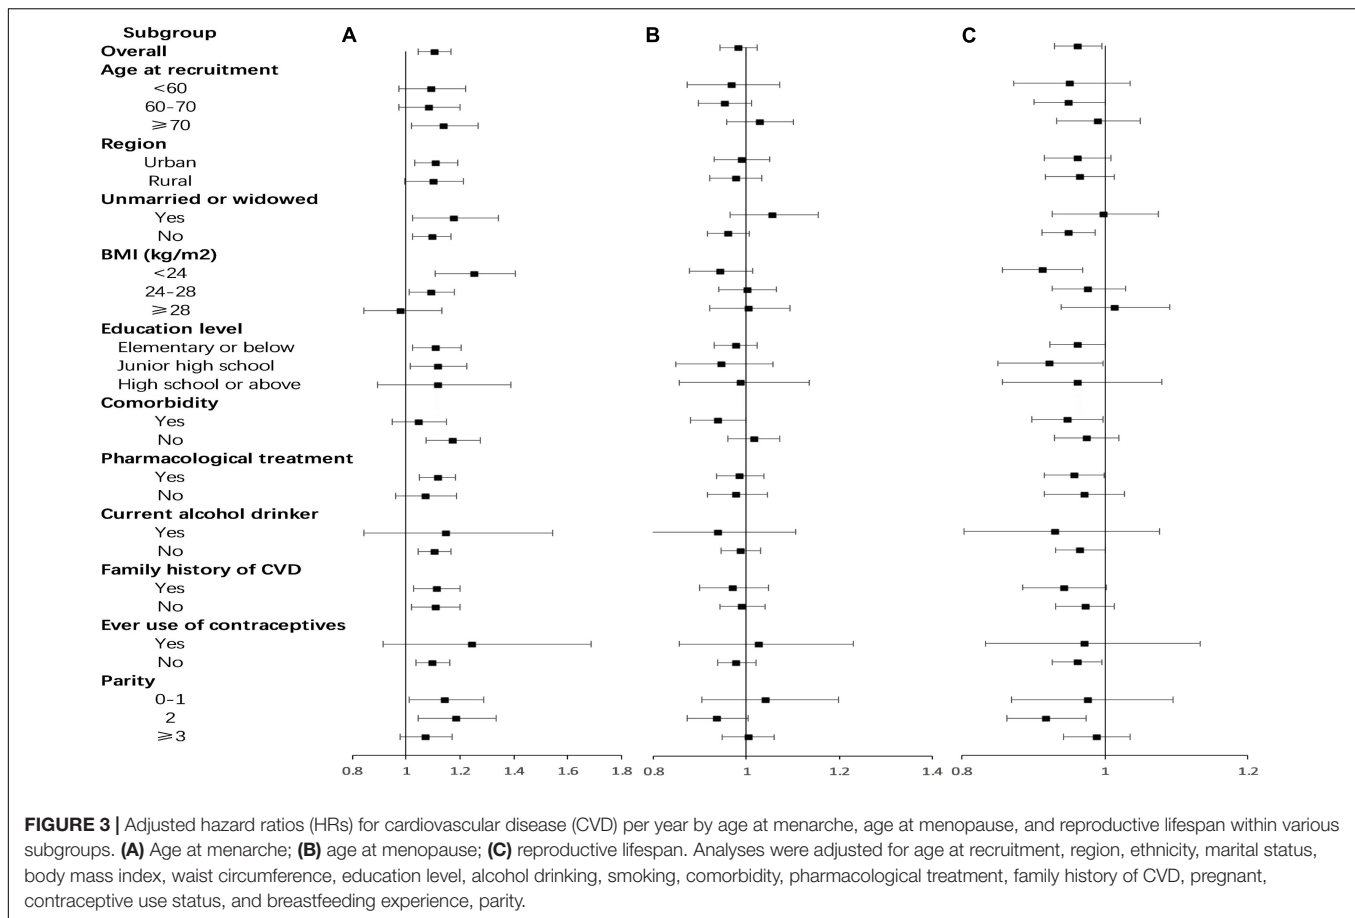 Subgroup A B C
Overall
Age at recruitment
<60
60-70
⩾70
Region
Urban
Rural
Unmarried or widowed
Yes
No
BMI (kg/m2)
<24
24-28
⩾28
Education level
Elementary or below
Junior high school
High school or above
Comorbidity
Yes
No
Pharmacological treatment
Yes
No
Current alcohol drinker
Yes
No
Family history of CVD
Yes
No
Ever use of contraceptives
Yes
No
Parity
0-1
2
⩾3
0.8 1 1.2 1.4 1.6 1.8 0.8 1 1.2 1.4 0.8 1 1.2
FIGURE 3 | Adjusted hazard ratios (HRs) for cardiovascular disease (CVD) per year by age at menarche, age at menopause, and reproductive lifespan within various
subgroups. (A) Age at menarche; (B) age at menopause; (C) reproductive lifespan. Analyses were adjusted for age at recruitment, region, ethnicity, marital status,
body mass index, waist circumference, education level, alcohol drinking, smoking, comorbidity, pharmacological treatment, family history of CVD, pregnant,
contraceptive use status, and breastfeeding experience, parity.